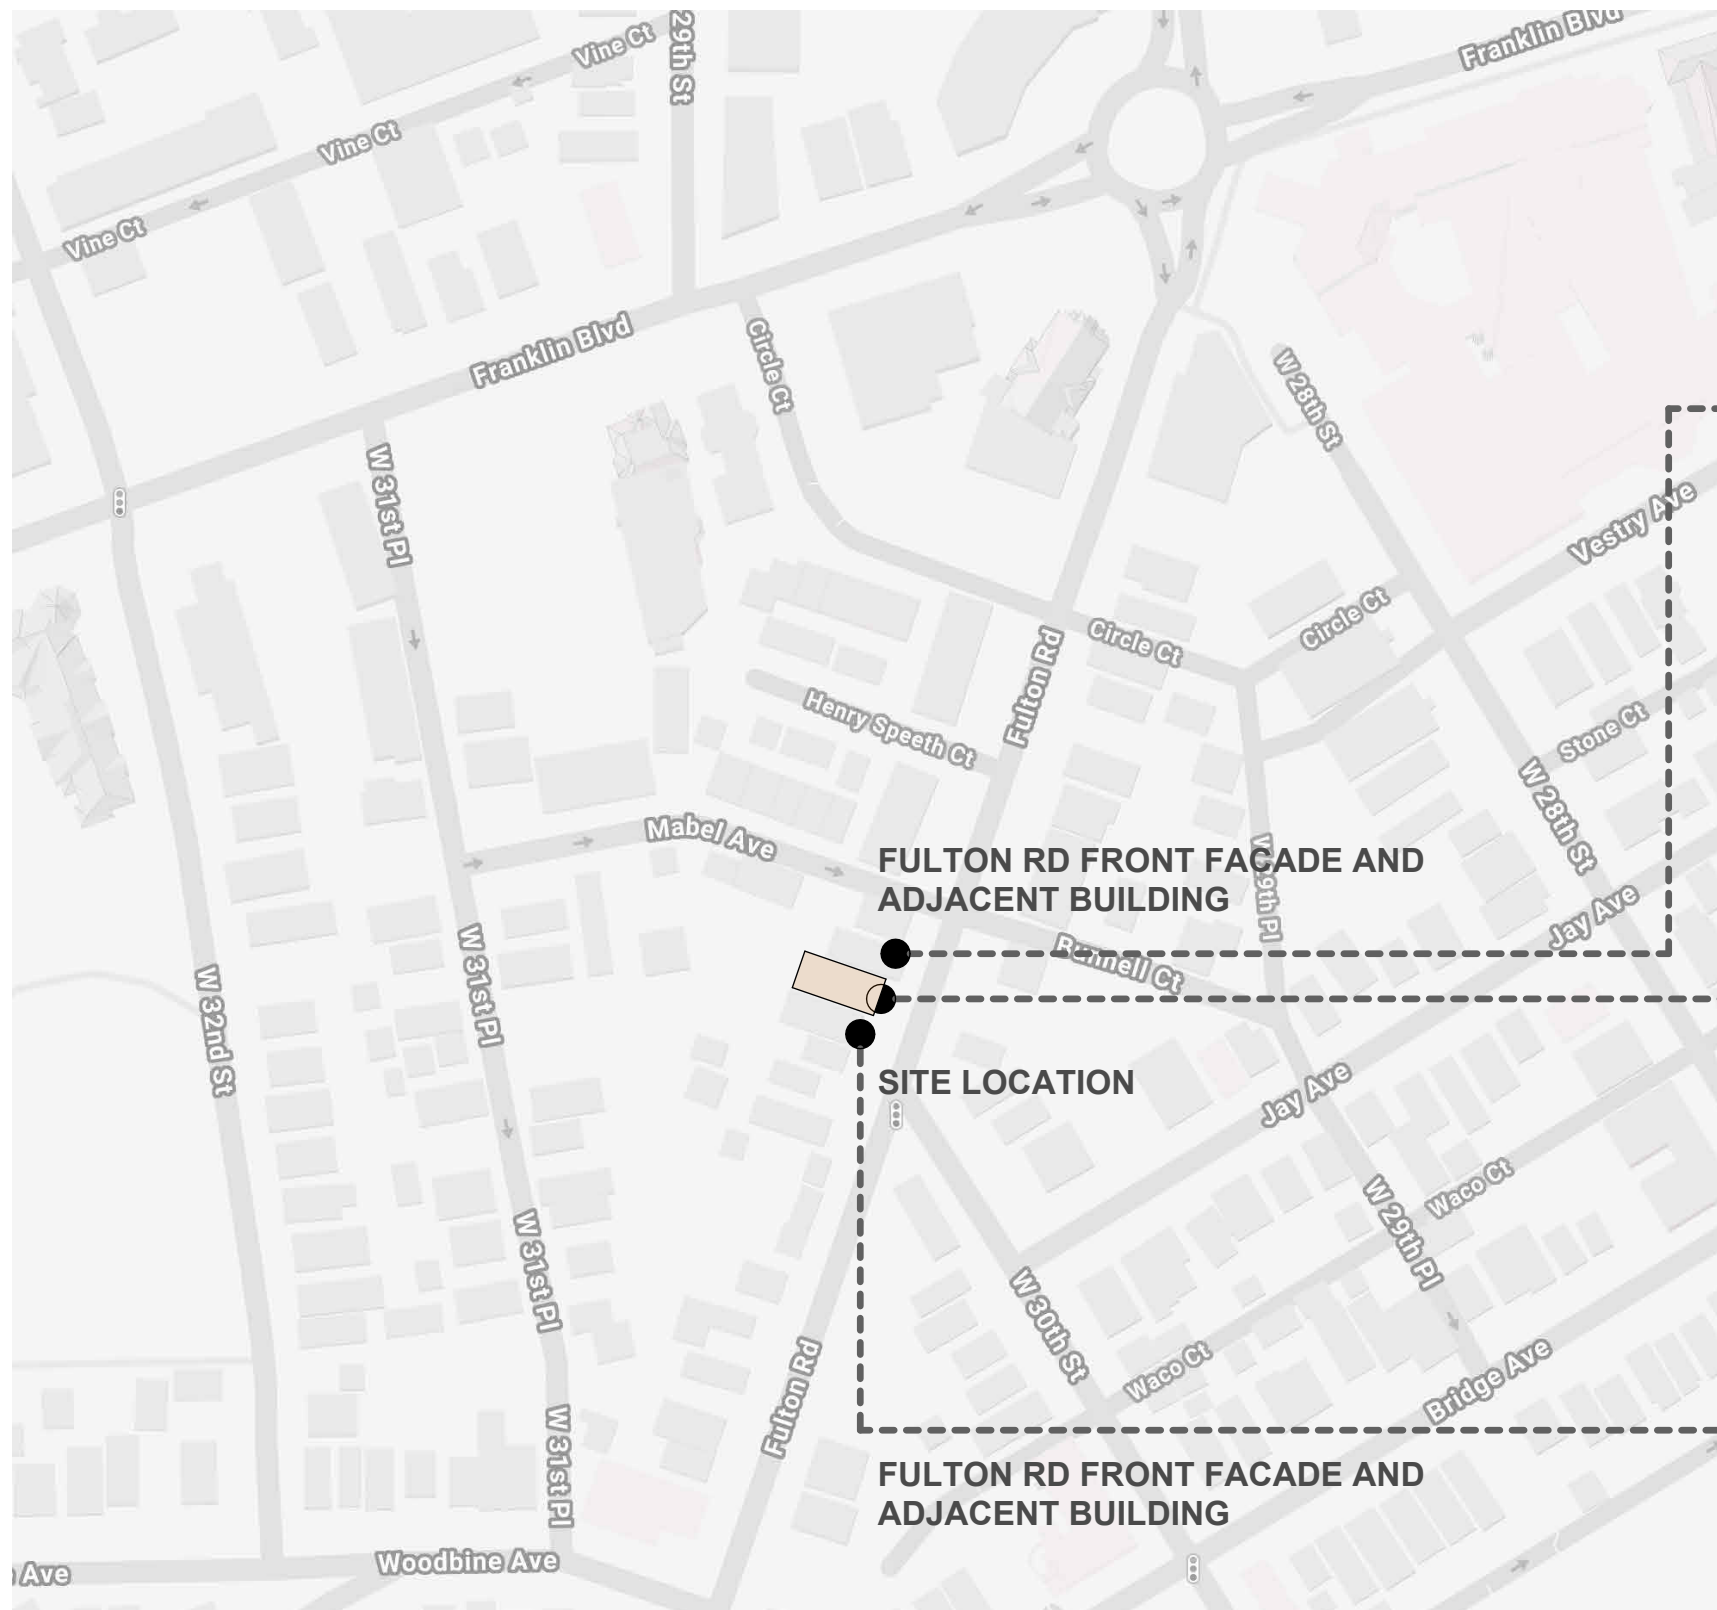 29th St
Vine Ct
Franklin Blvd
Vine Ct
Vine Ct
Franklin Blvd
Circle Ct
W 28th St
W 31st Pl
Vestry Ave
Circle Ct
Circle Ct
Fulton Rd
Henry Speeth Ct
Stone Ct
W 28th St
Mabel Ave
FULTON RD FRONT FACADE AND
ADJACENT BUILDING
W 29th Pl
Jay Ave
Bunnell Ct
W 31st Pl
W 32nd St
SITE LOCATION
Jay Ave
Waco Ct
W 29th Pl
W 31st Pl
W 30th St
Waco Ct
Bridge Ave
Fulton Rd
W 31st Pl
FULTON RD FRONT FACADE AND
ADJACENT BUILDING
Woodbine Ave
Ave